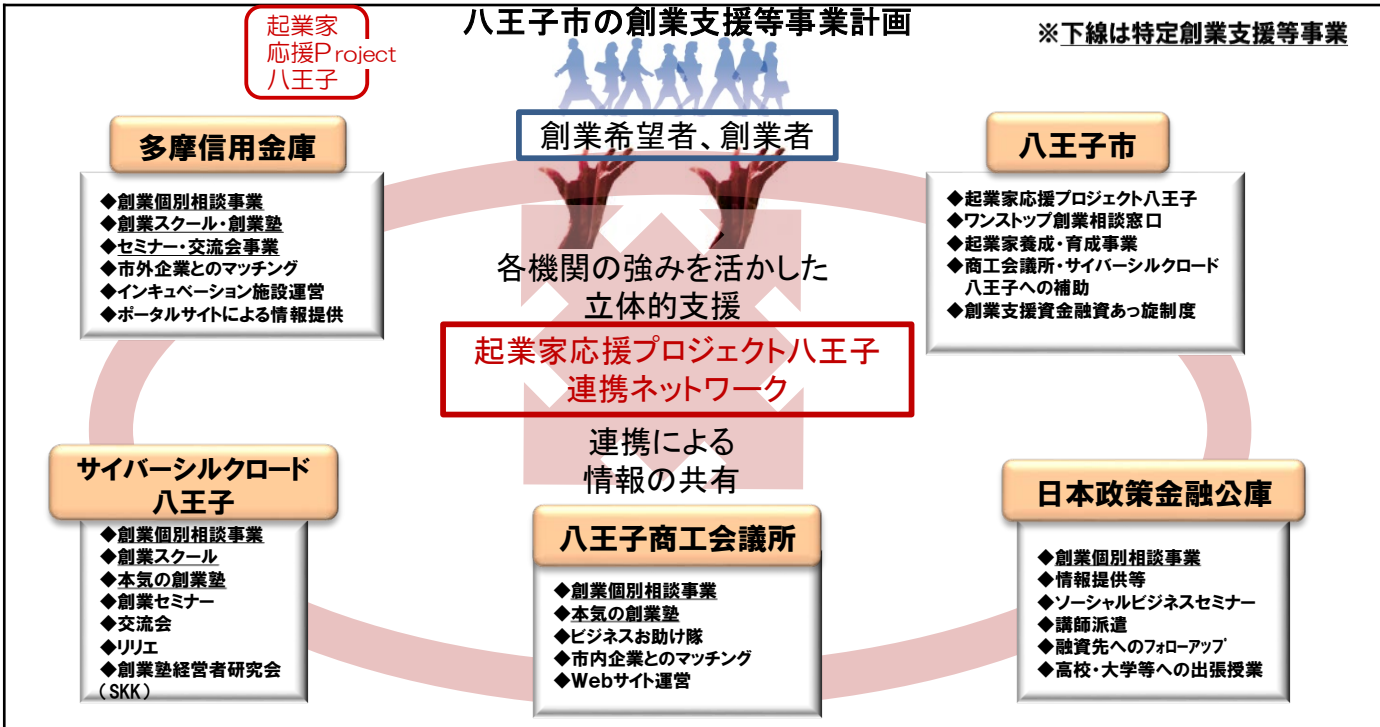 八王子市の創業支援等事業計画
※下線は特定創業支援等事業
起業家
応援Project
八王子
創業希望者、創業者
多摩信用金庫
◆創業個別相談事業
◆創業スクール・創業塾
◆セミナー・交流会事業
◆市外企業とのマッチング
◆インキュベーション施設運営
◆ポータルサイトによる情報提供
八王子市
◆起業家応援プロジェクト八王子
◆ワンストップ創業相談窓口
◆起業家養成・育成事業
◆商工会議所・サイバーシルクロード
八王子への補助
◆創業支援資金融資あっ旋制度
各機関の強みを活かした
立体的支援
起業家応援プロジェクト八王子
連携ネットワーク
連携による
情報の共有
サイバーシルクロード
八王子
◆創業個別相談事業
◆創業スクール
◆本気の創業塾
◆創業セミナー
◆交流会
◆リリエ
◆創業塾経営者研究会
(SKK)
八王子商工会議所
◆創業個別相談事業
◆本気の創業塾
◆ビジネスお助け隊
◆市内企業とのマッチング
◆Webサイト運営
日本政策金融公庫
◆創業個別相談事業
◆情報提供等
◆ソーシャルビジネスセミナー
◆講師派遣
◆融資先へのフォローアップ
◆高校・大学等への出張授業